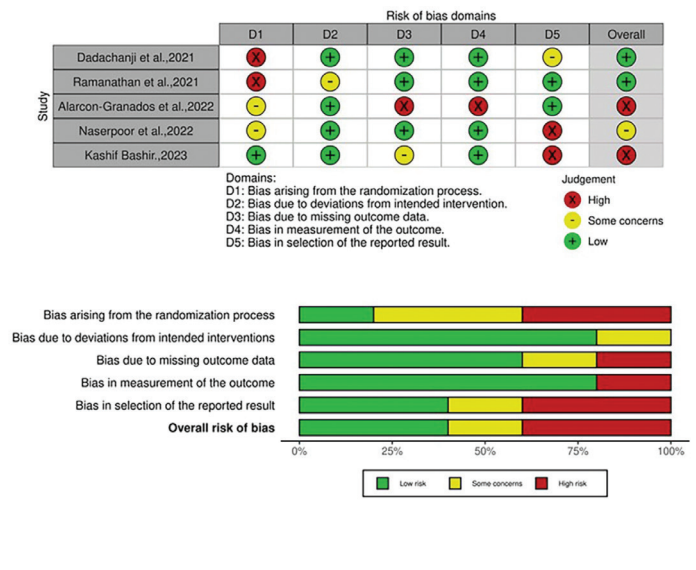 Risk of bias domains
D1 D2 D3 D4 D5 Overall
Study
Dadachanji et al.,2021 X + + + - +
Ramanathan et al.,2021 X - + + + +
Alarcon-Granados et al.,2022 - + X X + X
Naserpoor et al.,2022 - + + + X -
Kashif Bashir.,2023 + + - + X X
Domains:
D1: Bias arising from the randomization process.
D2: Bias due to deviations from intended intervention.
D3: Bias due to missing outcome data.
D4: Bias in measurement of the outcome.
D5: Bias in selection of the reported result.
Judgement
X High
- Some concerns
+ Low
Bias arising from the randomization process
Bias due to deviations from intended interventions
Bias due to missing outcome data
Bias in measurement of the outcome
Bias in selection of the reported result
Overall risk of bias
0% 25% 50% 75% 100%
Low risk Some concerns High risk